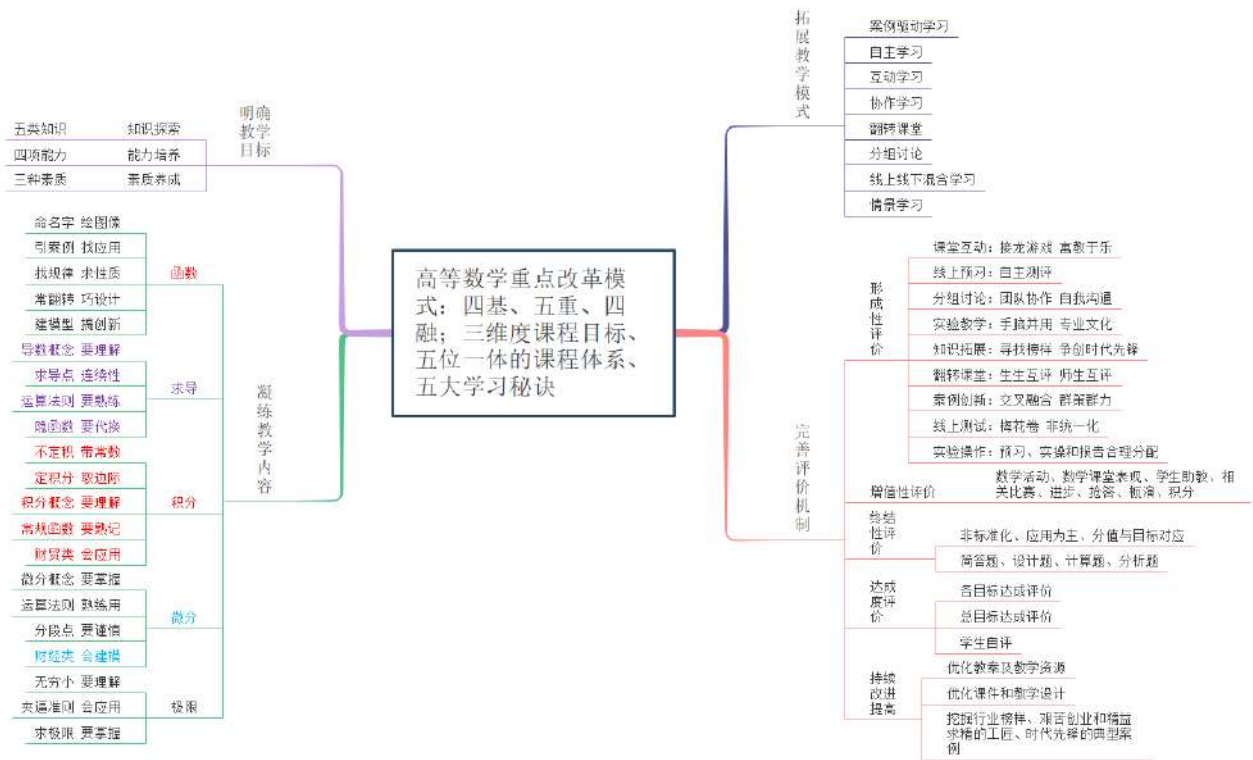 高等数学重点改革模
式：四基、五重、四
融；三维度课程目标、
五位一体的课程体系、
五大学习秘诀
明确
教学
目标
五类知识 知识探索
四项能力 能力培养
三种素质 素质养成
凝练教学内容
函数
命名字 绘图像
引案例 找应用
找规律 求性质
常翻转 巧设计
建模型 搞创新
求导
导数概念 要理解
求导点 连续性
运算法则 要熟练
隐函数 要代换
积分
不定积 带常数
定积分 取边际
积分概念 要理解
常规函数 要熟记
财贸类 会应用
微分
微分概念 要掌握
运算法则 熟练用
分段点 要谨慎
财经类 会建模
极限
无穷小 要理解
夹逼准则 会应用
求极限 要掌握
拓展教学模式
案例驱动学习
自主学习
互动学习
协作学习
翻转课堂
分组讨论
线上线下混合学习
情景学习
完善评价机制
形成性评价
课堂互动：接龙游戏 寓教于乐
线上预习：自主测评
分组讨论：团队协作 自我沟通
实验教学：手脑并用 专业文化
知识拓展：寻找榜样 争创时代先锋
翻转课堂：生生互评 师生互评
案例创新：交叉融合 群策群力
线上测试：梅花卷 非统一化
实验操作：预习、实操和报告合理分配
增值性评价
数学活动、数学课堂表现、学生助教、相
关比赛、进步、抢答、板演、积分
终结
性评
价
非标准化、应用为主、分值与目标对应
简答题、设计题、计算题、分析题
达成
度评
价
各目标达成评价
总目标达成评价
学生自评
持续
改进
提高
优化教案及教学资源
优化课件和教学设计
挖掘行业榜样、艰苦创业和精益
求精的工匠、时代先锋的典型案
例